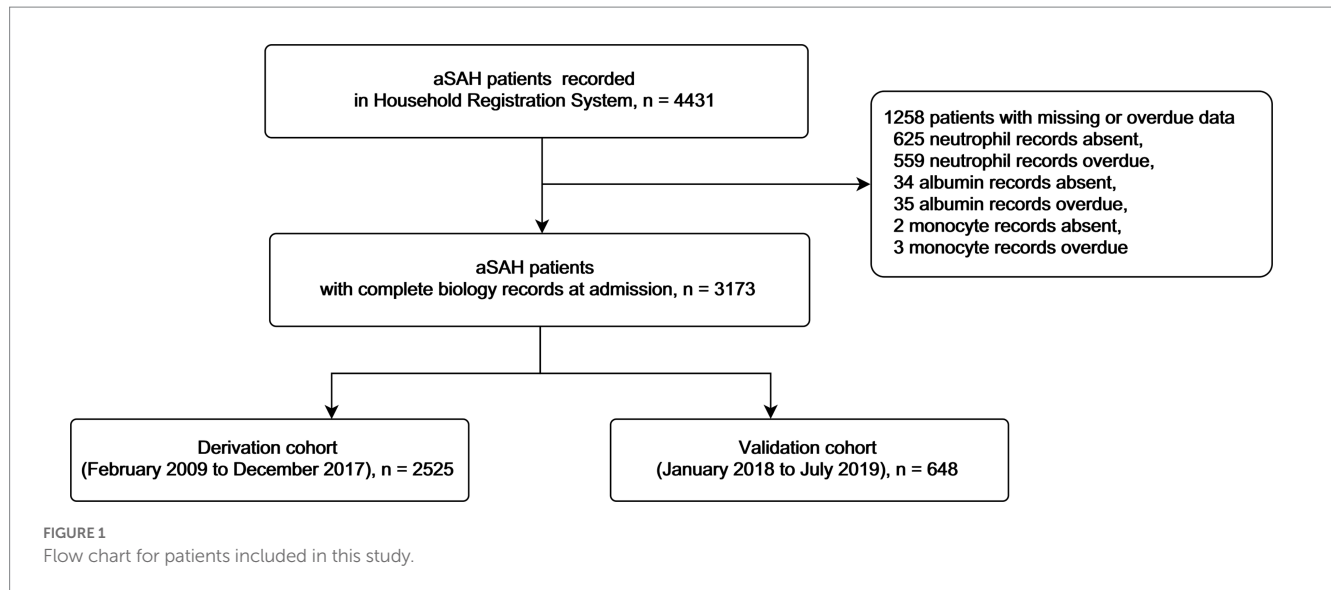 aSAH patients recorded
in Household Registration System, n = 4431
1258 patients with missing or overdue data
625 neutrophil records absent,
559 neutrophil records overdue,
34 albumin records absent,
35 albumin records overdue,
2 monocyte records absent,
3 monocyte records overdue
aSAH patients
with complete biology records at admission, n = 3173
Derivation cohort
(February 2009 to December 2017), n = 2525
Validation cohort
(January 2018 to July 2019), n = 648
FIGURE 1
Flow chart for patients included in this study.